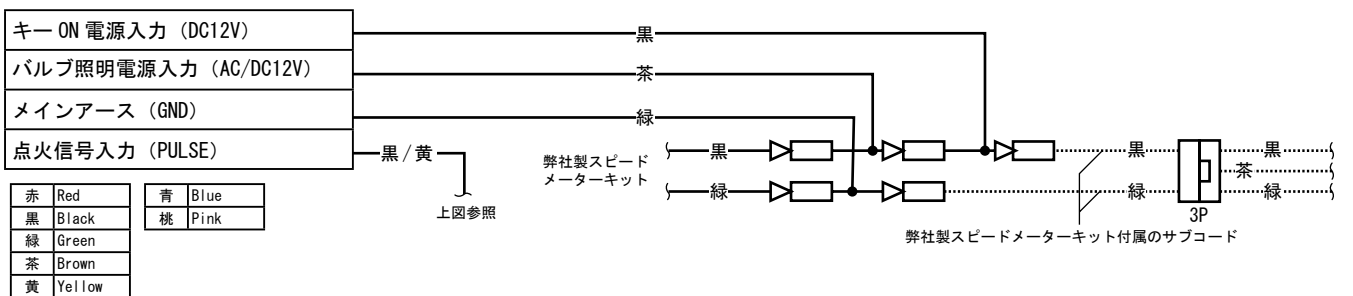 キー ON 電源入力（DC12V）
バルブ照明電源入力（AC/DC12V）
メインアース（GND）
点火信号入力（PULSE）
黒
茶
緑
黒/黄
上図参照
弊社製スピード
メーターキット
黒
緑
黒
緑
3P
黒
茶
緑
弊社製スピードメーターキット付属のサブコード
赤 Red
黒 Black
緑 Green
茶 Brown
黄 Yellow
青 Blue
桃 Pink